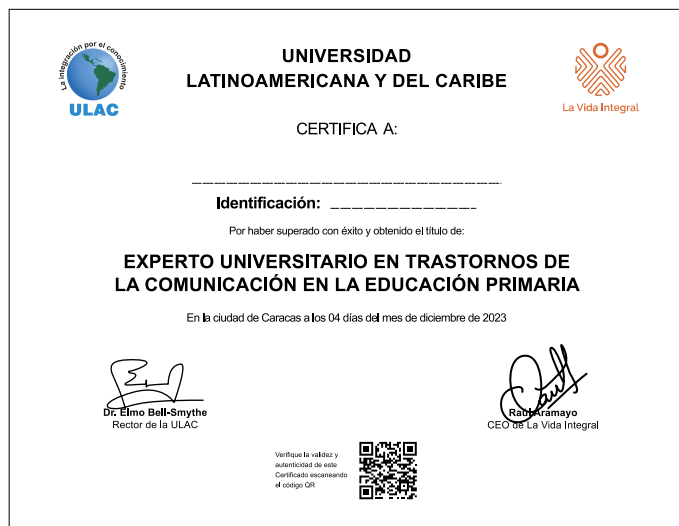 La integración por el conocimiento
ULAC
UNIVERSIDAD
LATINOAMERICANA Y DEL CARIBE
La Vida Integral
CERTIFICA A:
Identificación:
Por haber superado con éxito y obtenido el título de:
EXPERTO UNIVERSITARIO EN TRASTORNOS DE
LA COMUNICACIÓN EN LA EDUCACIÓN PRIMARIA
En la ciudad de Caracas a los 04 días del mes de diciembre de 2023
Dr. Elmo Bell-Smythe
Rector de la ULAC
Raúl Aramayo
CEO de La Vida Integral
Verifique la validez y
autenticidad de este
Certificado escaneando
el código QR